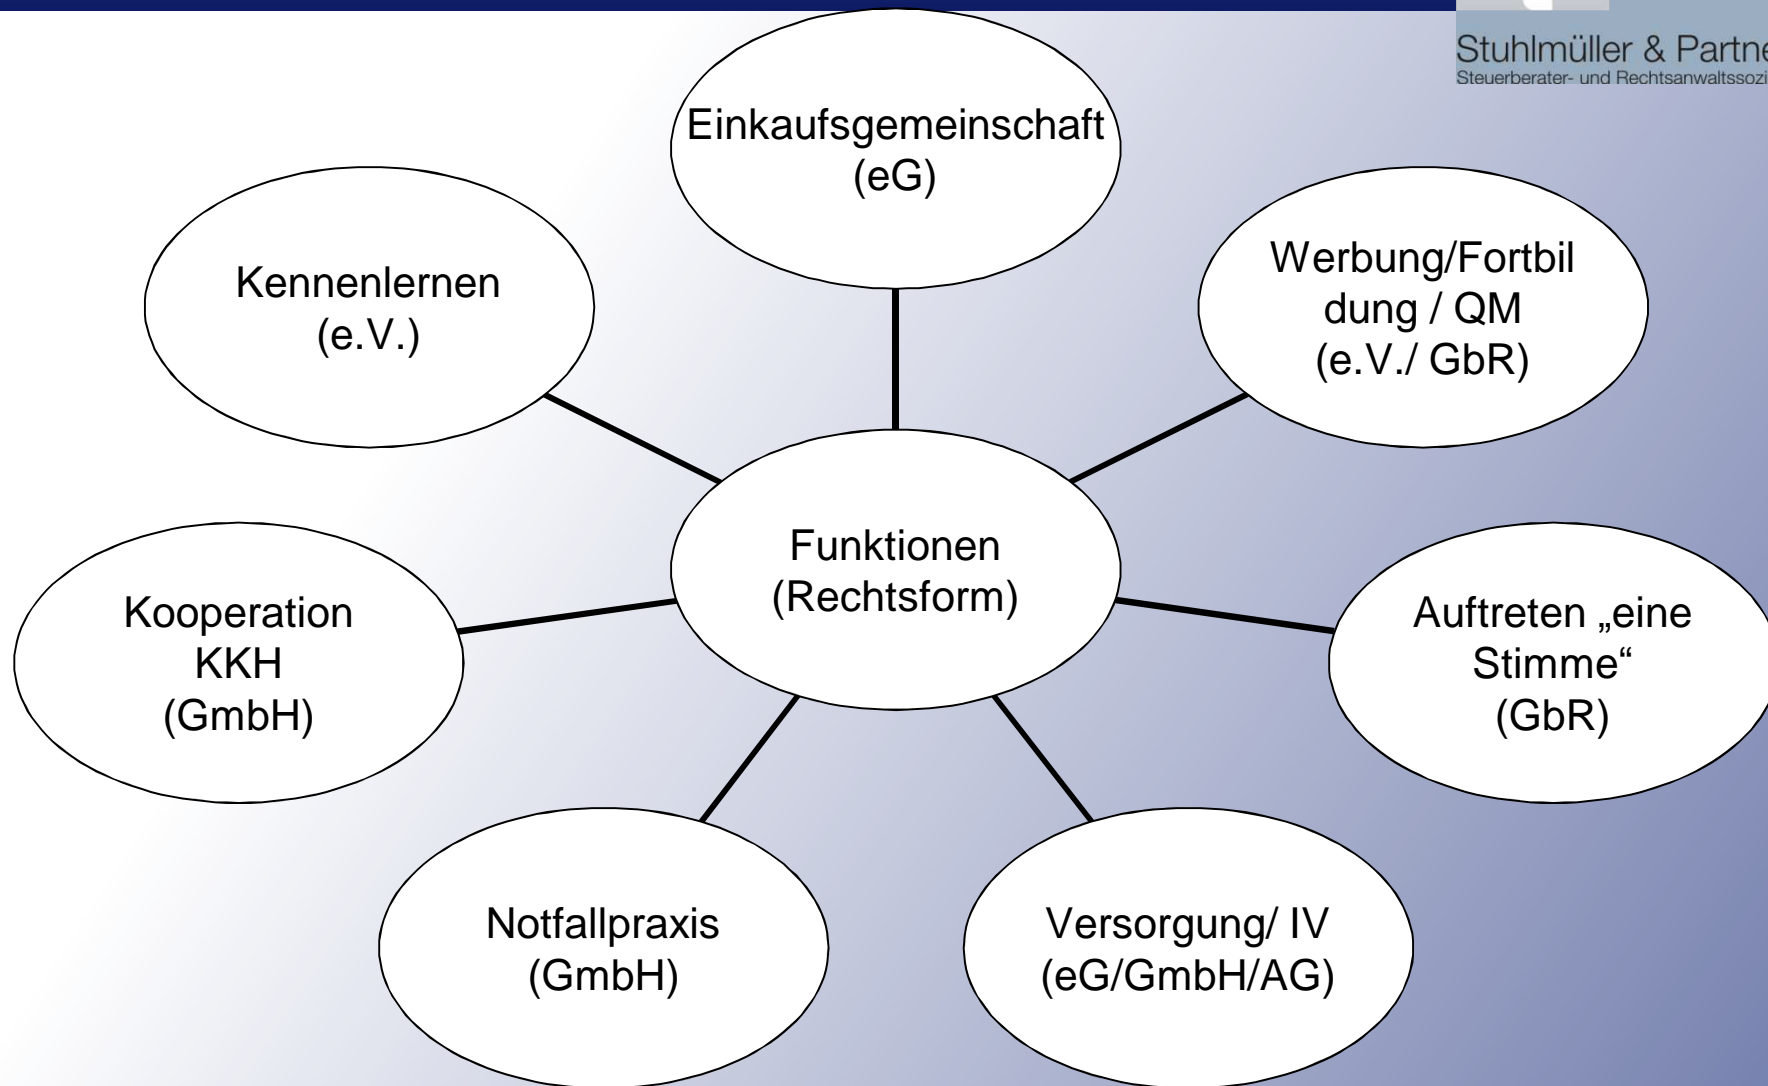 Stuhlmüller & Partne
Steuerberater- und Rechtsanwaltssozi
Einkaufsgemeinschaft
(eG)
Kennenlernen
(e.V.)
Werbung/Fortbil
dung / QM
(e.V./ GbR)
Funktionen
(Rechtsform)
Kooperation
KKH
(GmbH)
Auftreten „eine
Stimme“
(GbR)
Notfallpraxis
(GmbH)
Versorgung/ IV
(eG/GmbH/AG)